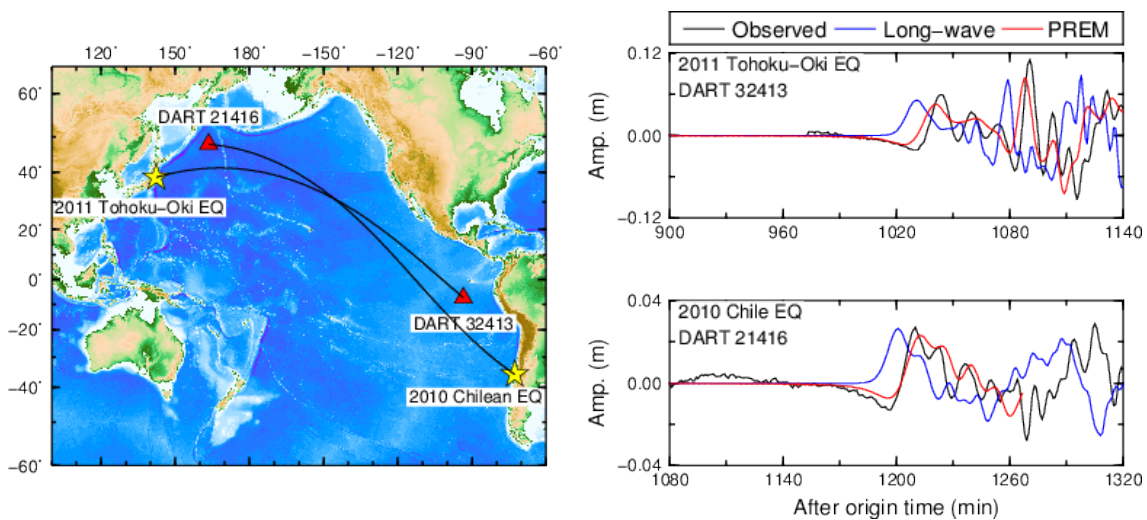 120˚ 150˚ 180˚ −150˚ −120˚ −90˚ −60˚
60˚
40˚
20˚
0˚
−20˚
−40˚
−60˚
DART 21416
2011 Tohoku−Oki EQ
DART 32413
2010 Chilean EQ
Observed Long−wave PREM
2011 Tohoku−Oki EQ
DART 32413
Amp. (m)
0.12
0.00
−0.12
900 960 1020 1080 1140
2010 Chile EQ
DART 21416
Amp. (m)
0.04
0.00
−0.04
1080 1140 1200 1260 1320
After origin time (min)